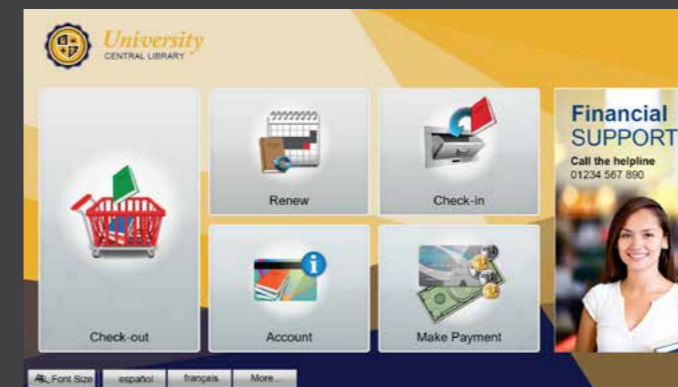 University
CENTRAL LIBRARY
Financial
SUPPORT
Call the helpline
01234 567 890
Renew
Check-in
Check-out
Account
Make Payment
Font Size
español
français
More...